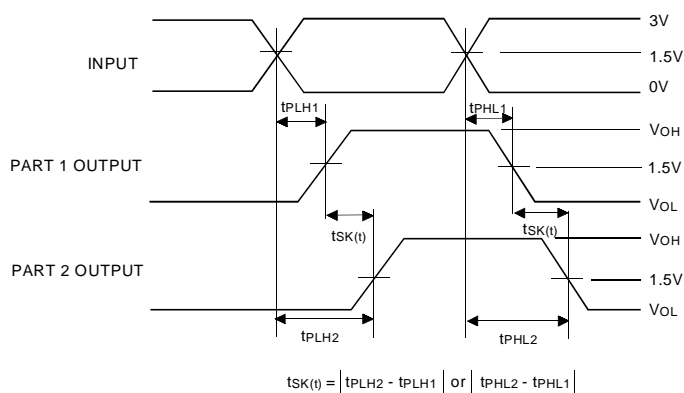 3V
INPUT
1.5V
0V
tPLH1
tPHL1
VOH
PART 1 OUTPUT
1.5V
VOL
tSK(t)
tSK(t)
VOH
PART 2 OUTPUT
1.5V
VOL
tPLH2
tPHL2
tSK(t) = |tPLH2 - tPLH1| or |tPHL2 - tPHL1|